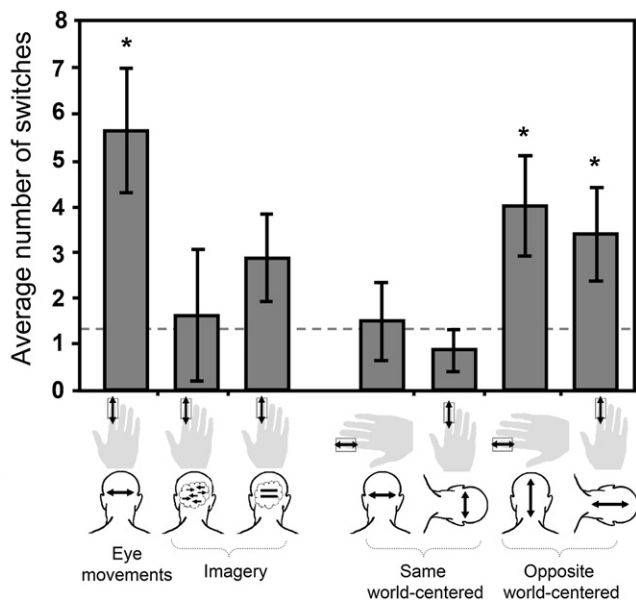 Average number of switches
8
7
6
5
4
3
2
1
0
*
*
*
Eye
movements
Imagery
Same
world-centered
Opposite
world-centered